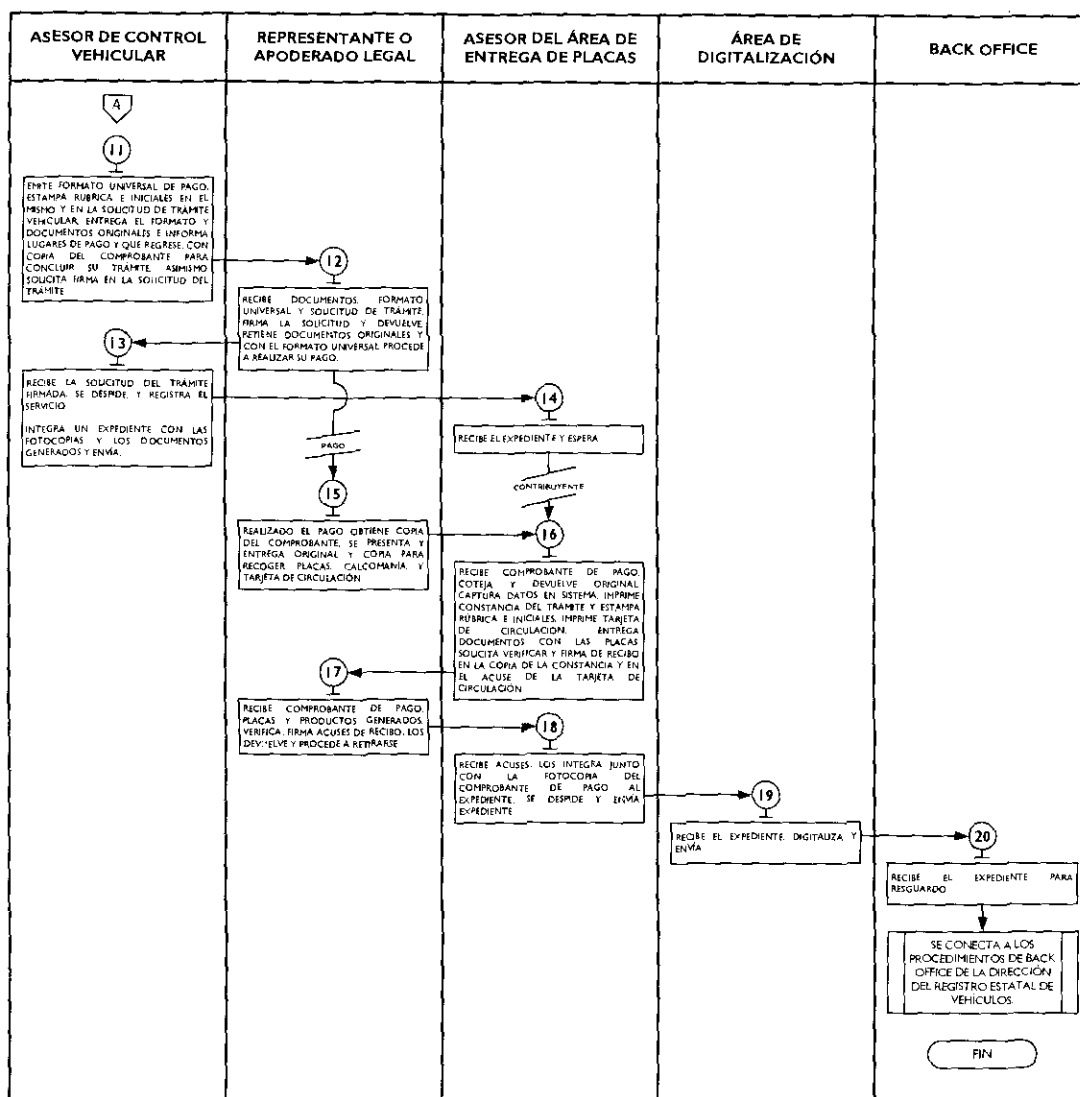 ASESOR DE CONTROL
VEHICULAR
REPRESENTANTE O
APODERADO LEGAL
ASESOR DEL ÁREA DE
ENTREGA DE PLACAS
ÁREA DE
DIGITALIZACIÓN
BACK OFFICE
A
11
EMITE FORMATO UNIVERSAL DE PAGO,
ESTAMPA RÚBRICA E INICIALES EN EL
MISMO Y EN LA SOLICITUD DE TRÁMITE
VEHICULAR, ENTREGA EL FORMATO Y
DOCUMENTOS ORIGINALES E INFORMA
LUGARES DE PAGO Y QUE REGRESE, CON
COPIA DEL COMPROBANTE PARA
CONCLUIR SU TRÁMITE. ASIMISMO
SOLICITA FIRMA EN LA SOLICITUD DEL
TRÁMITE
12
RECIBE DOCUMENTOS, FORMATO
UNIVERSAL Y SOLICITUD DE TRÁMITE,
FIRMA LA SOLICITUD Y DEVUELVE,
RETIENE DOCUMENTOS ORIGINALES Y
CON EL FORMATO UNIVERSAL PROCEDE
A REALIZAR SU PAGO.
13
RECIBE LA SOLICITUD DEL TRÁMITE
FIRMADA, SE DESPIDE, Y REGISTRA EL
SERVICIO
INTEGRA UN EXPEDIENTE CON LAS
FOTOCOPIAS Y LOS DOCUMENTOS
GENERADOS Y ENVÍA.
14
RECIBE EL EXPEDIENTE Y ESPERA
PAGO
CONTRIBUYENTE
15
REALIZADO EL PAGO OBTIENE COPIA
DEL COMPROBANTE, SE PRESENTA Y
ENTREGA ORIGINAL Y COPIA PARA
RECOGER PLACAS, CALCOMANÍA, Y
TARJETA DE CIRCULACIÓN
16
RECIBE COMPROBANTE DE PAGO,
COTEJA Y DEVUELVE ORIGINAL
CAPTURA DATOS EN SISTEMA, IMPRIME
CONSTANCIA DEL TRÁMITE Y ESTAMPA
RÚBRICA E INICIALES, IMPRIME TARJETA
DE CIRCULACIÓN, ENTREGA
DOCUMENTOS CON LAS PLACAS
SOLICITA VERIFICAR Y FIRMA DE RECIBO
EN LA COPIA DE LA CONSTANCIA Y EN
EL ACUSE DE LA TARJETA DE
CIRCULACIÓN
17
RECIBE COMPROBANTE DE PAGO,
PLACAS Y PRODUCTOS GENERADOS,
VERIFICA, FIRMA ACUSES DE RECIBO, LOS
DEVUELVE Y PROCEDE A RETIRARSE
18
RECIBE ACUSES, LOS INTEGRA JUNTO
CON LA FOTOCOPIA DEL
COMPROBANTE DE PAGO AL
EXPEDIENTE, SE DESPIDE Y ENVÍA
EXPEDIENTE
19
RECIBE EL EXPEDIENTE, DIGITALIZA Y
ENVÍA
20
RECIBE EL EXPEDIENTE PARA
RESGUARDO
SE CONECTA A LOS
PROCEDIMIENTOS DE BACK
OFFICE DE LA DIRECCIÓN
DEL REGISTRO ESTATAL DE
VEHÍCULOS.
FIN